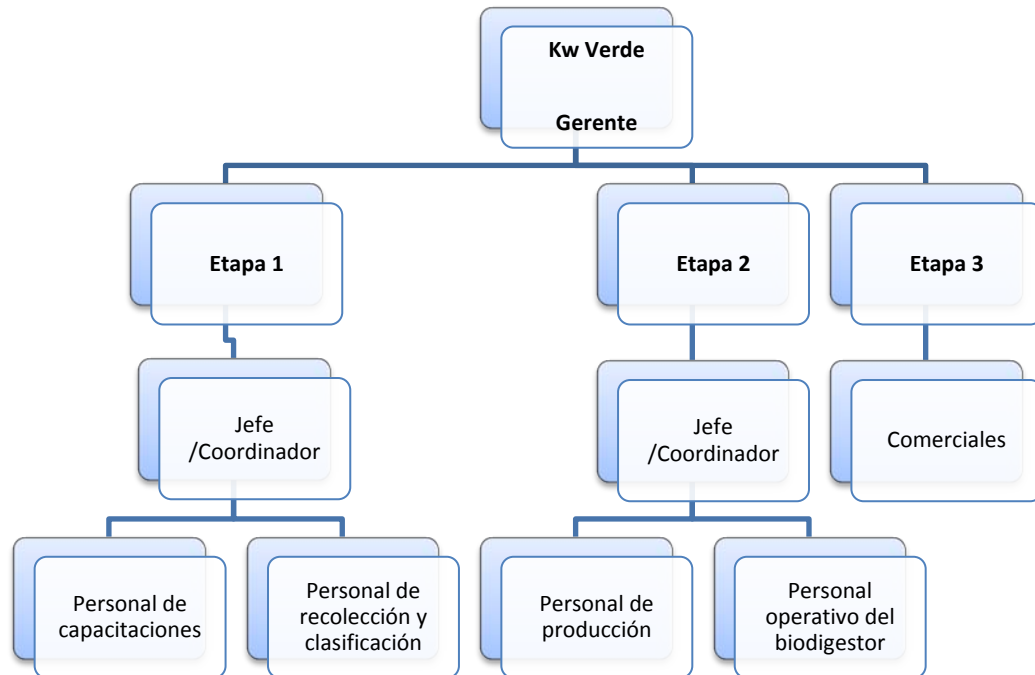 Kw Verde
Gerente
Etapa 1
Etapa 2
Etapa 3
Jefe
/Coordinador
Jefe
/Coordinador
Comerciales
Personal de
capacitaciones
Personal de
recolección y
clasificación
Personal de
producción
Personal
operativo del
biodigestor